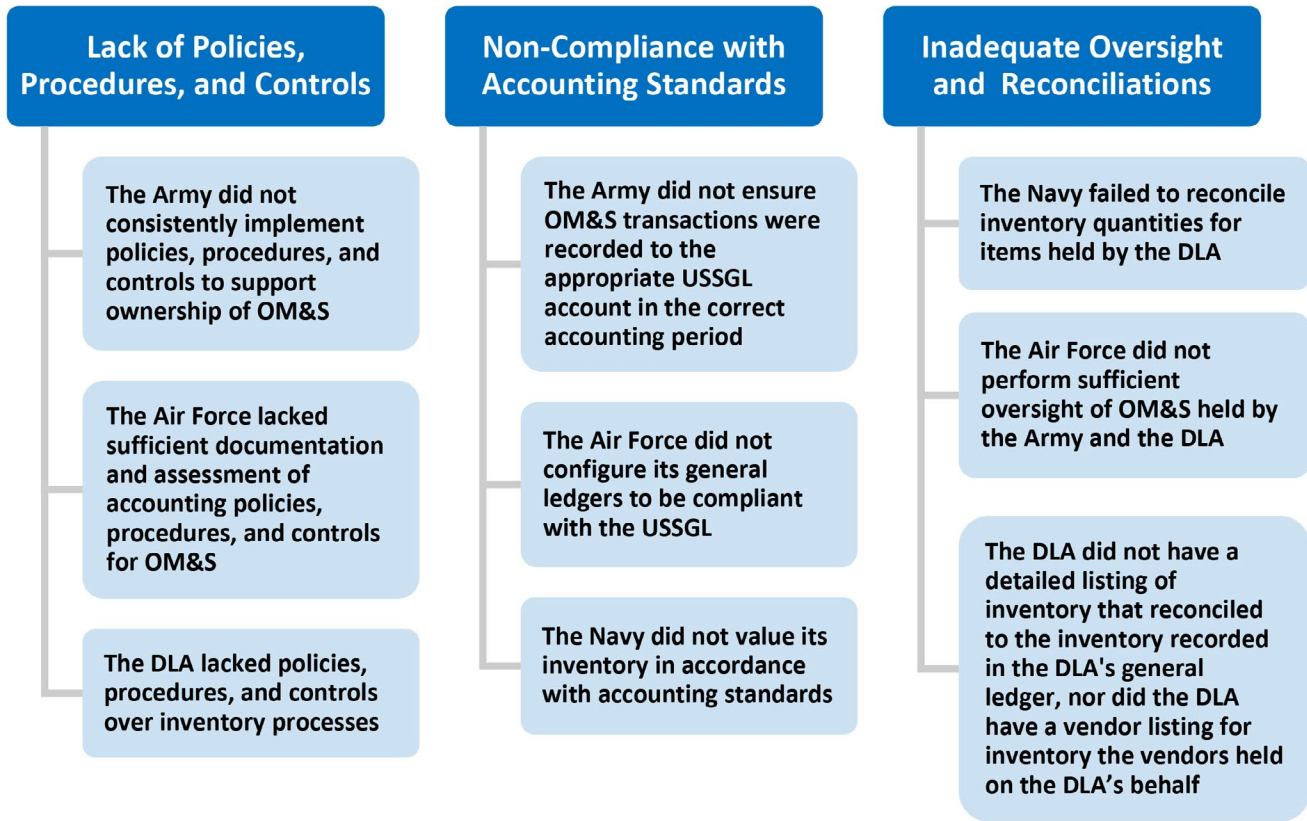 Lack of Policies,
Procedures, and Controls
The Army did not
consistently implement
policies, procedures, and
controls to support
ownership of OM&S
The Air Force lacked
sufficient documentation
and assessment of
accounting policies,
procedures, and controls
for OM&S
The DLA lacked policies,
procedures, and controls
over inventory processes
Non-Compliance with
Accounting Standards
The Army did not ensure
OM&S transactions were
recorded to the
appropriate USSGL
account in the correct
accounting period
The Air Force did not
configure its general
ledgers to be compliant
with the USSGL
The Navy did not value its
inventory in accordance
with accounting standards
Inadequate Oversight
and Reconciliations
The Navy failed to reconcile
inventory quantities for
items held by the DLA
The Air Force did not
perform sufficient
oversight of OM&S held by
the Army and the DLA
The DLA did not have a
detailed listing of
inventory that reconciled
to the inventory recorded
in the DLA's general
ledger, nor did the DLA
have a vendor listing for
inventory the vendors held
on the DLA’s behalf